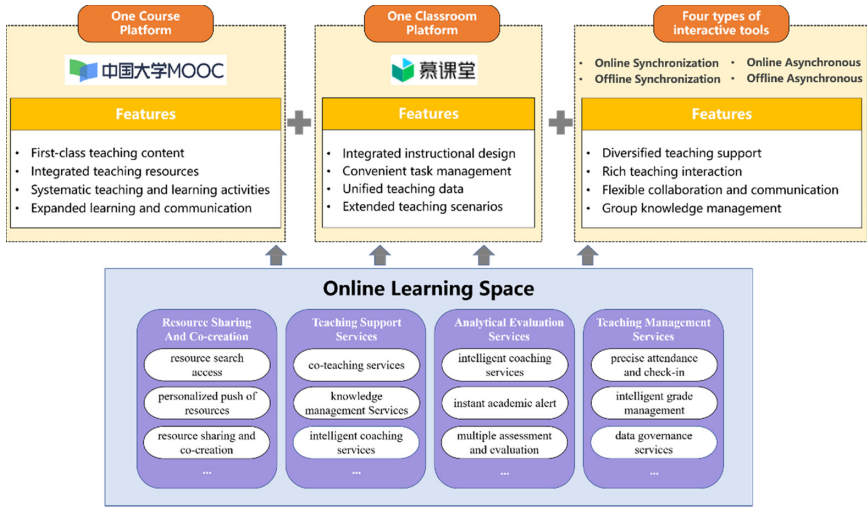 One Course
Platform
中国大学MOOC
Features
• First-class teaching content
• Integrated teaching resources
• Systematic teaching and learning activities
• Expanded learning and communication
One Classroom
Platform
慕课堂
Features
• Integrated instructional design
• Convenient task management
• Unified teaching data
• Extended teaching scenarios
Four types of
interactive tools
• Online Synchronization • Online Asynchronous
• Offline Synchronization • Offline Asynchronous
Features
• Diversified teaching support
• Rich teaching interaction
• Flexible collaboration and communication
• Group knowledge management
Online Learning Space
Resource Sharing
And Co-creation
resource search
access
personalized push of
resources
resource sharing and
co-creation
...
Teaching Support
Services
co-teaching services
knowledge
management Services
intelligent coaching
services
...
Analytical Evaluation
Services
intelligent coaching
services
instant academic alert
multiple assessment
and evaluation
...
Teaching Management
Services
precise attendance
and check-in
intelligent grade
management
data governance
services
...